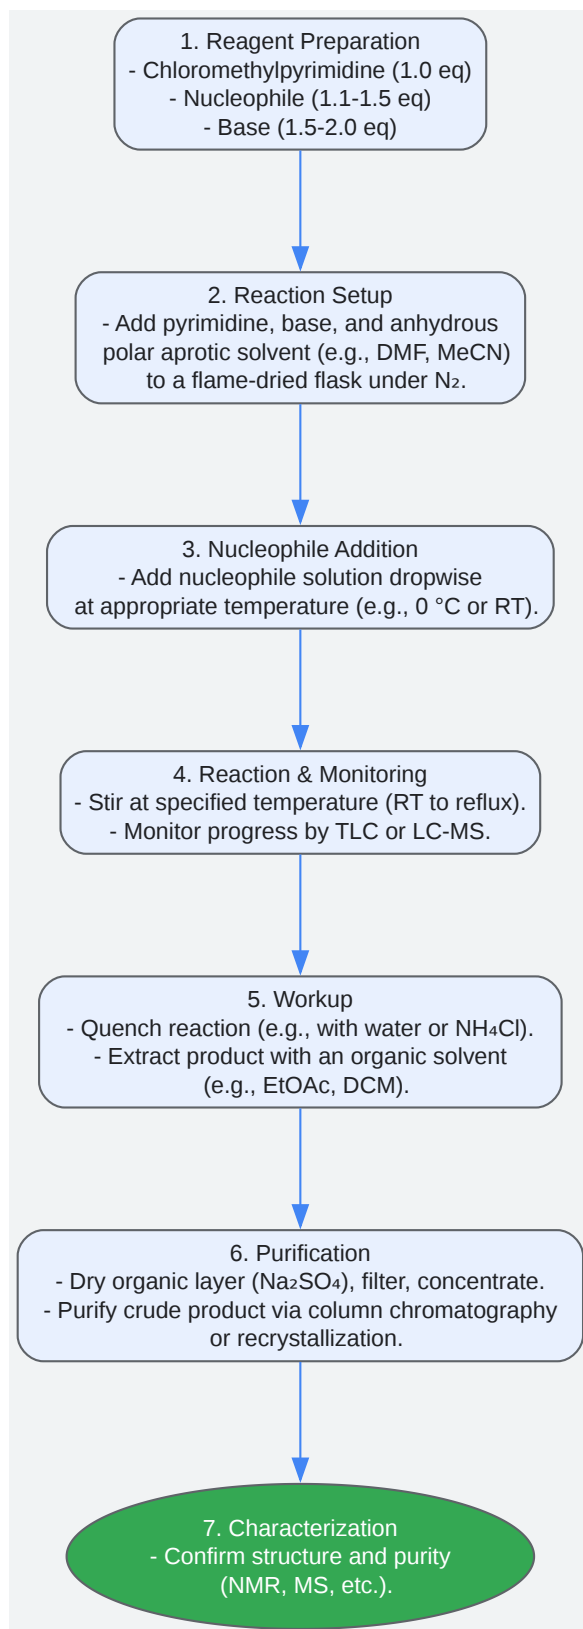 1. Reagent Preparation
- Chloromethylpyrimidine (1.0 eq)
- Nucleophile (1.1-1.5 eq)
- Base (1.5-2.0 eq)
2. Reaction Setup
- Add pyrimidine, base, and anhydrous
polar aprotic solvent (e.g., DMF, MeCN)
to a flame-dried flask under N₂.
3. Nucleophile Addition
- Add nucleophile solution dropwise
at appropriate temperature (e.g., 0 °C or RT).
4. Reaction & Monitoring
- Stir at specified temperature (RT to reflux).
- Monitor progress by TLC or LC-MS.
5. Workup
- Quench reaction (e.g., with water or NH₄Cl).
- Extract product with an organic solvent
(e.g., EtOAc, DCM).
6. Purification
- Dry organic layer (Na₂SO₄), filter, concentrate.
- Purify crude product via column chromatography
or recrystallization.
7. Characterization
- Confirm structure and purity
(NMR, MS, etc.).